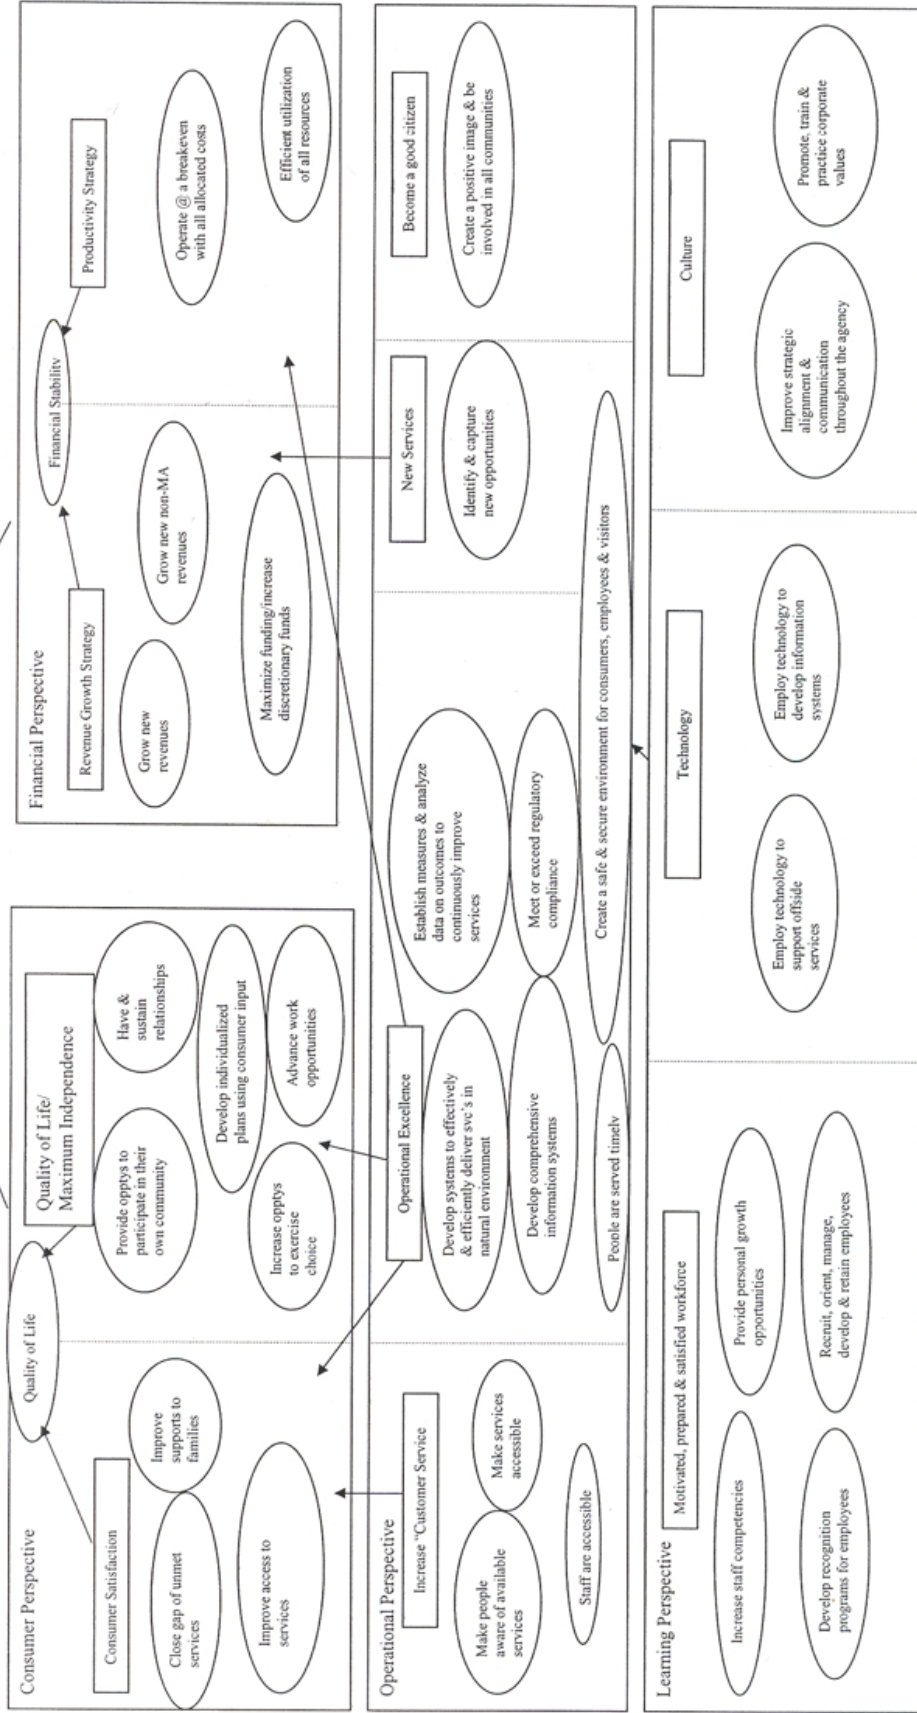 Consumer Perspective
Quality of Life
Consumer Satisfaction
Quality of Life/
Maximum Independence
Close gap of unmet
services
Improve
supports to
families
Improve access to
services
Provide opptys to
participate in their
own community
Have &
sustain
relationships
Develop individualized
plans using consumer input
Increase opptys
to exercise
choice
Advance work
opportunities
Financial Perspective
Financial Stability
Revenue Growth Strategy
Productivity Strategy
Grow new
revenues
Grow new non-MA
revenues
Maximize funding/increase
discretionary funds
Operate @ a breakeven
with all allocated costs
Efficient utilization
of all resources
Operational Perspective
Increase "Customer Service
Make people
aware of available
services
Make services
accessible
Staff are accessible
Operational Excellence
Develop systems to effectively
& efficiently deliver svc's in
natural environment
Establish measures & analyze
data on outcomes to
continuously improve
services
Develop comprehensive
information systems
Meet or exceed regulatory
compliance
People are served timely
Create a safe & secure environment for consumers, employees & visitors
New Services
Identify & capture
new opportunities
Become a good citizen
Create a positive image & be
involved in all communities
Learning Perspective
Motivated, prepared & satisfied workforce
Increase staff competencies
Provide personal growth
opportunities
Develop recognition
programs for employees
Recruit, orient, manage,
develop & retain employees
Technology
Employ technology to
support offside
services
Employ technology to
develop information
systems
Culture
Improve strategic
alignment &
communication
throughout the agency
Promote, train &
practice corporate
values